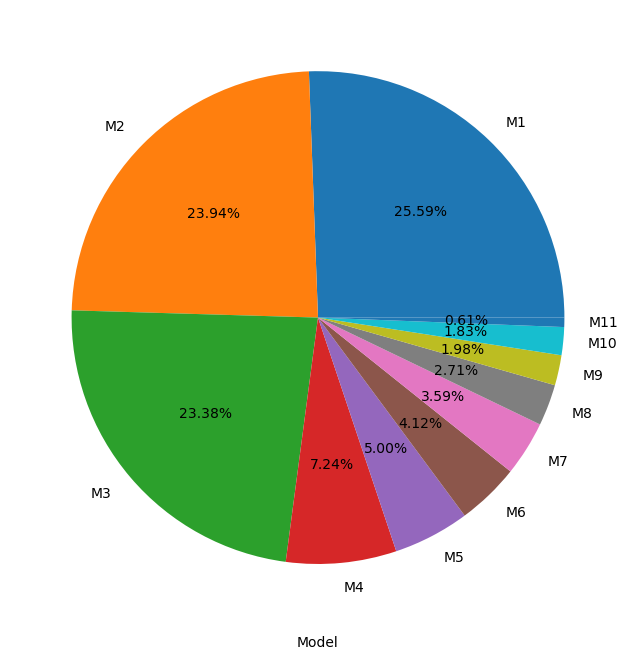 M1
25.59%
M2
23.94%
M3
23.38%
M4
7.24%
M5
5.00%
M6
4.12%
M7
3.59%
M8
2.71%
M9
1.98%
M10
1.83%
M11
0.61%
Model